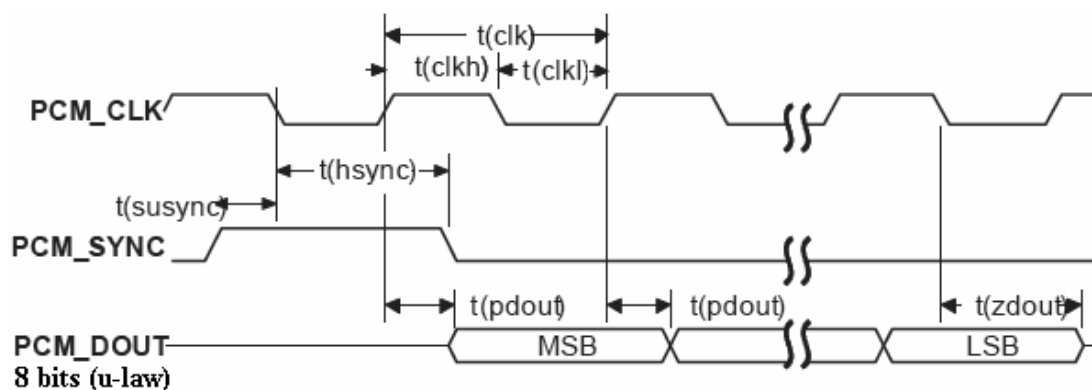 t(clk)
t(clkh) t(clkl)
PCM_CLK
t(hsync)
t(susync)
PCM_SYNC
t(pdout) t(pdout) t(zdout)
PCM_DOUT MSB LSB
8 bits (u-law)